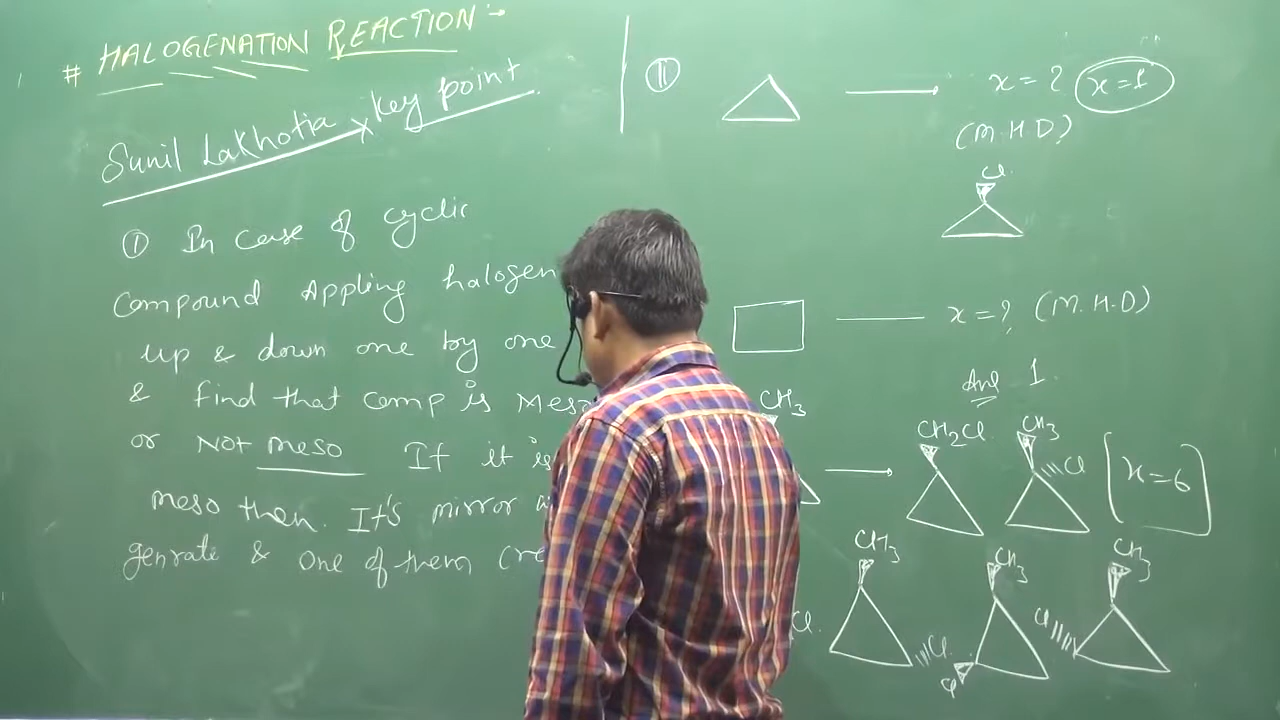 # HALOGENATION REACTION :-
Sunil Lakhotia x key point
① In case of cyclic
compound Appling halogen
up & down one by one
& find that comp is Meso
or Not meso If it is
meso then. It's mirror
genrate & one of them
② x = ? x=1
(M.H.D)
Cl
x = ? (M.H.D)
Ans 1.
CH3
CH2Cl CH3
Cl
[x=6]
CH3 CH3 CH3
Cl. Cl Cl
Cl